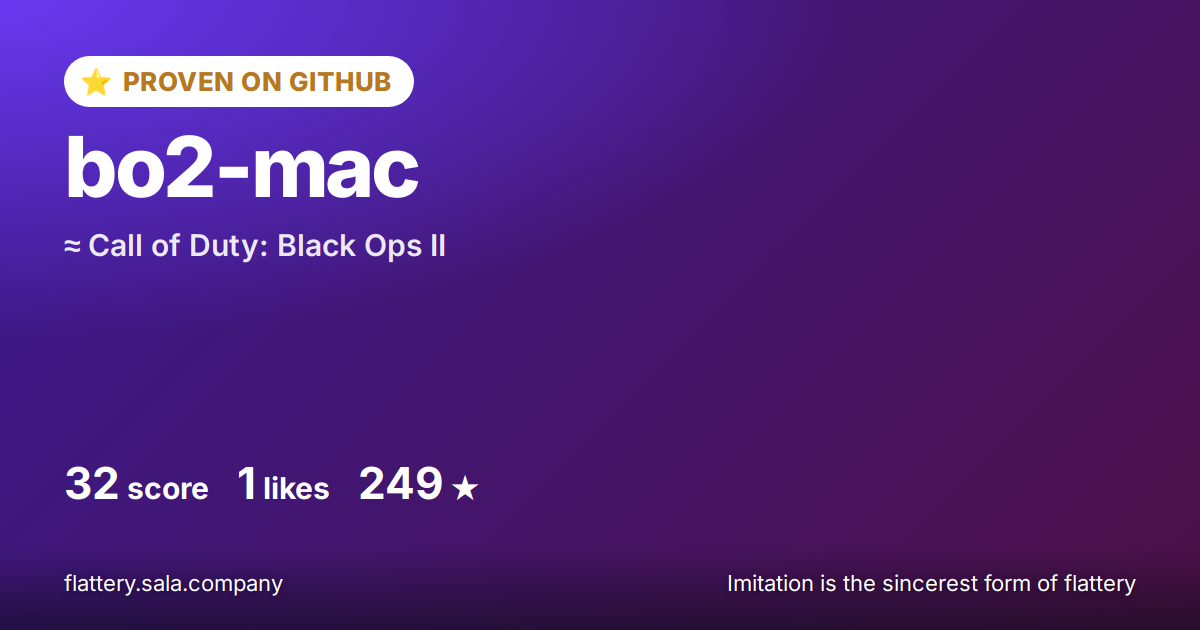 ⭐ PROVEN ON GITHUB
bo2-mac
≈ Call of Duty: Black Ops II
32 score 1 likes 249 ★
flattery.sala.company
Imitation is the sincerest form of flattery